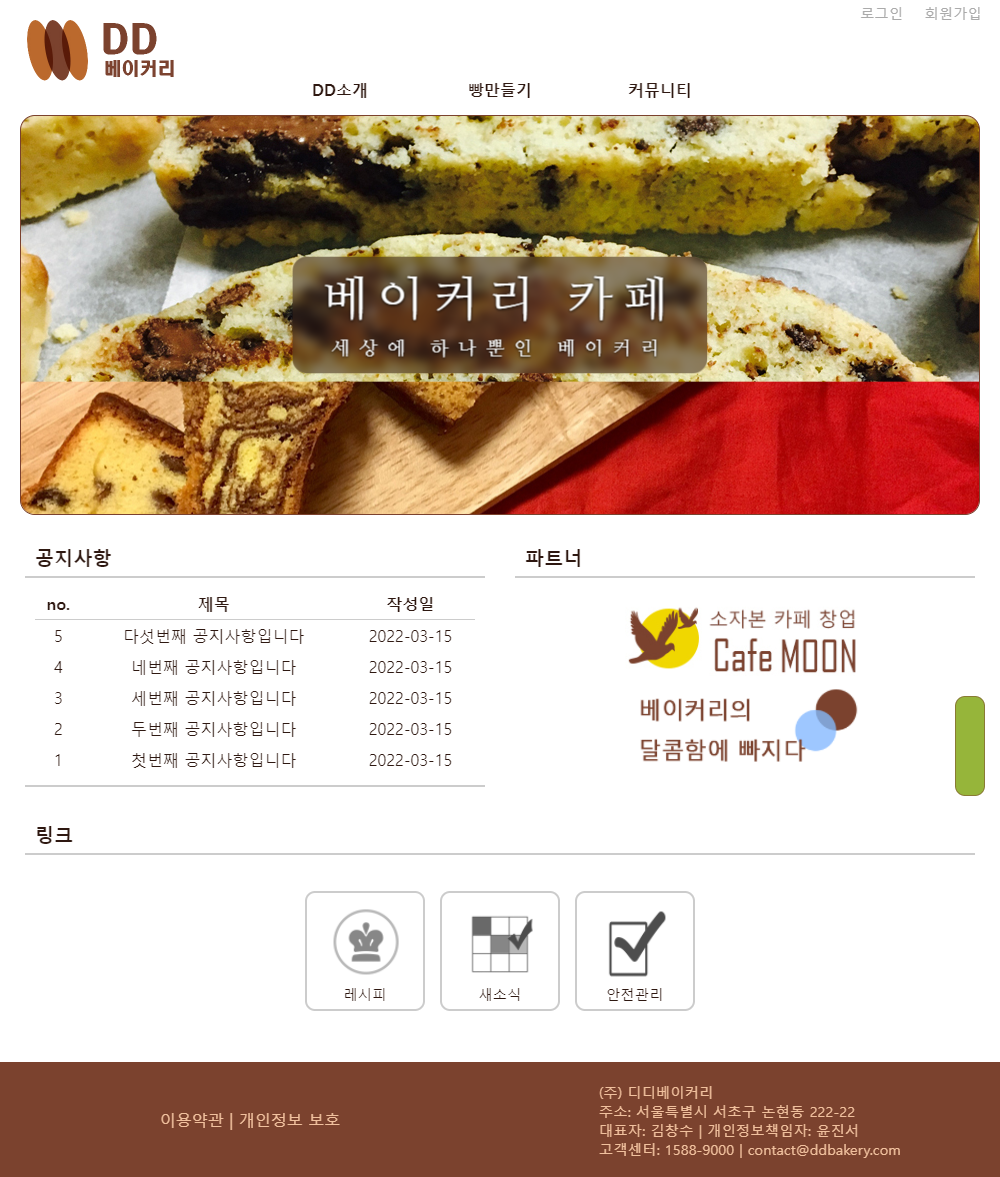 로그인 회원가입
DD
베이커리
DD소개 빵만들기 커뮤니티
베이커리 카페
세상에 하나뿐인 베이커리
공지사항
no. 제목 작성일
5 다섯번째 공지사항입니다 2022-03-15
4 네번째 공지사항입니다 2022-03-15
3 세번째 공지사항입니다 2022-03-15
2 두번째 공지사항입니다 2022-03-15
1 첫번째 공지사항입니다 2022-03-15
파트너
소자본 카페 창업
Cafe MOON
베이커리의
달콤함에 빠지다
링크
레시피 새소식 안전관리
이용약관 | 개인정보 보호
(주) 디디베이커리
주소: 서울특별시 서초구 논현동 222-22
대표자: 김창수 | 개인정보책임자: 윤진서
고객센터: 1588-9000 | contact@ddbakery.com